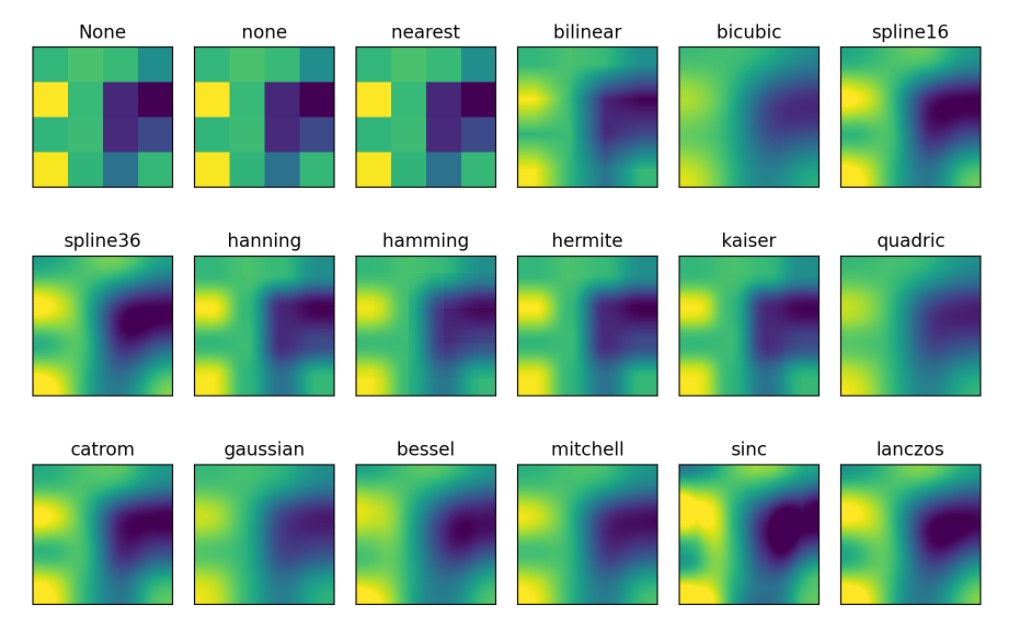 None none nearest bilinear bicubic spline16
spline36 hanning hamming hermite kaiser quadric
catrom gaussian bessel mitchell sinc lanczos